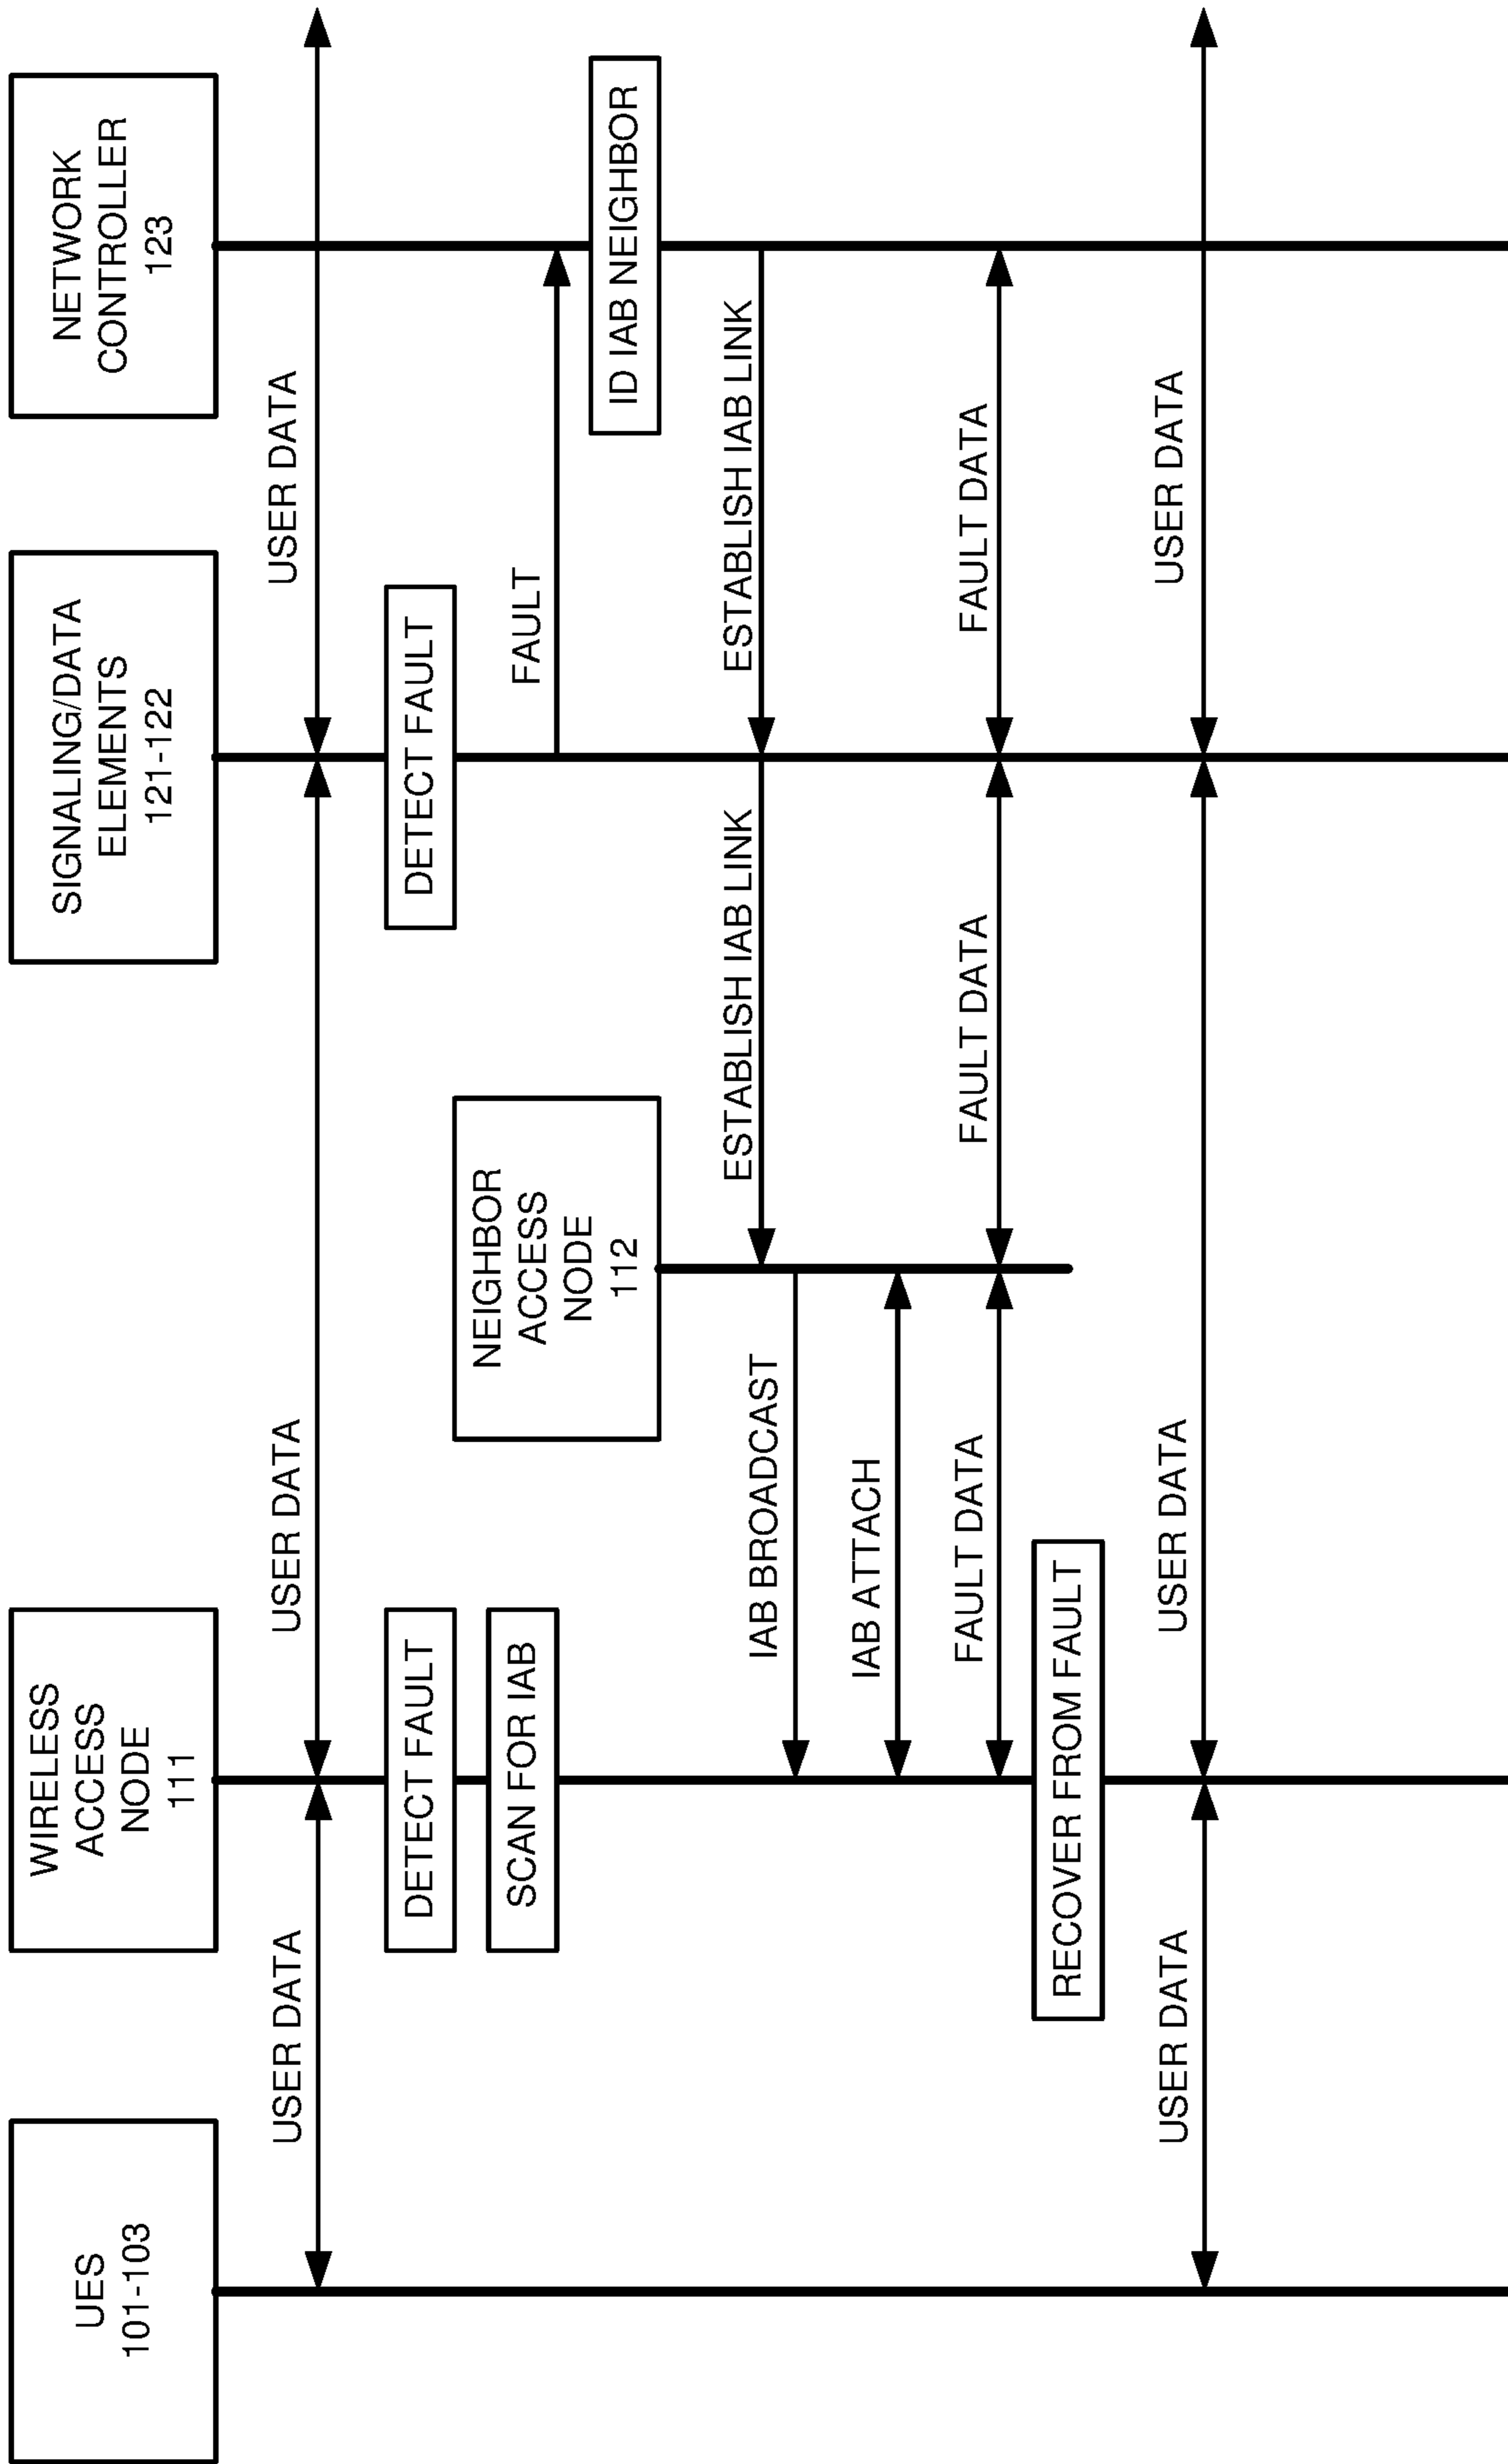 UES
101-103
WIRELESS
ACCESS
NODE
111
SIGNALING/DATA
ELEMENTS
121-122
NETWORK
CONTROLLER
123
USER DATA
USER DATA
USER DATA
DETECT FAULT
DETECT FAULT
SCAN FOR IAB
NEIGHBOR
ACCESS
NODE
112
FAULT
ID IAB NEIGHBOR
ESTABLISH IAB LINK
ESTABLISH IAB LINK
IAB BROADCAST
IAB ATTACH
FAULT DATA
FAULT DATA
FAULT DATA
RECOVER FROM FAULT
USER DATA
USER DATA
USER DATA